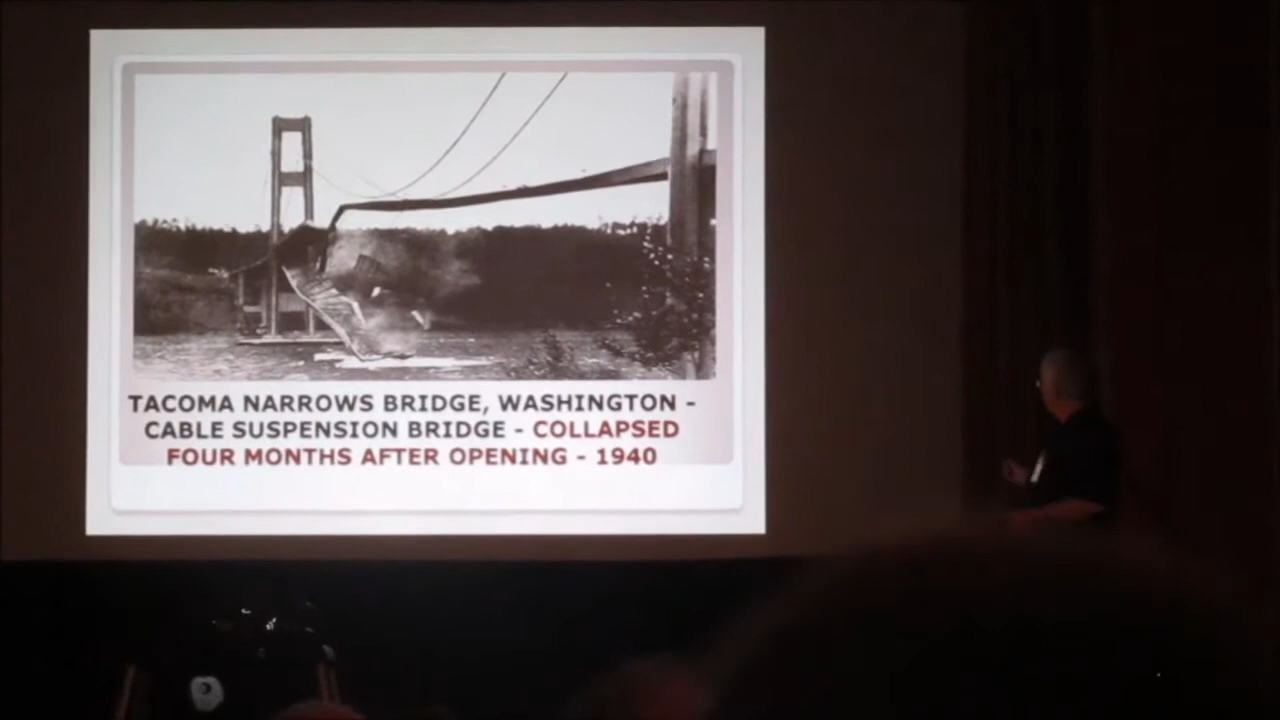 TACOMA NARROWS BRIDGE, WASHINGTON -
CABLE SUSPENSION BRIDGE - COLLAPSED
FOUR MONTHS AFTER OPENING - 1940